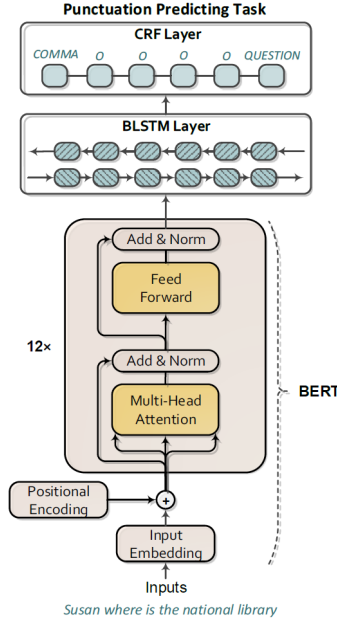 Punctuation Predicting Task
CRF Layer
COMMA O O O O QUESTION
BLSTM Layer
Add & Norm
Feed
Forward
12×
Add & Norm
Multi-Head
Attention
BERT
Positional
Encoding
+
Input
Embedding
Inputs
Susan where is the national library